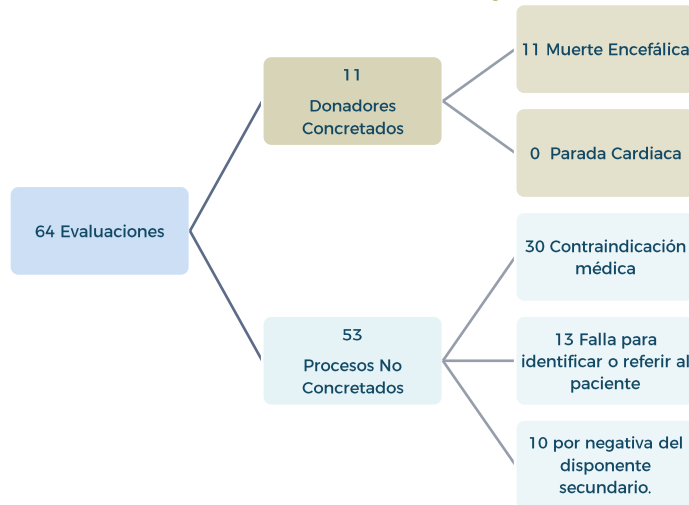 64 Evaluaciones
11
Donadores
Concretados
11 Muerte Encefálica
0 Parada Cardiaca
53
Procesos No
Concretados
30 Contraindicación
médica
13 Falla para
identificar o referir al
paciente
10 por negativa del
disponente
secundario.